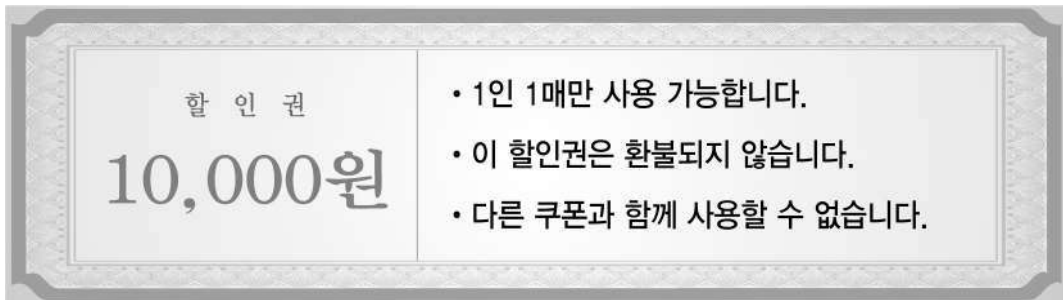 할 인 권
10,000원
• 1인 1매만 사용 가능합니다.
• 이 할인권은 환불되지 않습니다.
• 다른 쿠폰과 함께 사용할 수 없습니다.